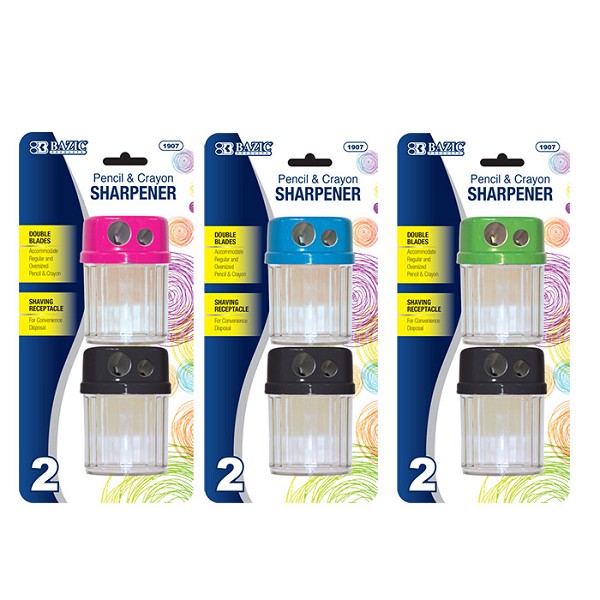 BAZIC
PRODUCTS
1907
Pencil & Crayon
SHARPENER
DOUBLE
BLADES
Accommodate
Regular and
Oversized
Pencil & Crayon
SHAVING
RECEPTACLE
For Convenience
Disposal
2
BAZIC
PRODUCTS
1907
Pencil & Crayon
SHARPENER
DOUBLE
BLADES
Accommodate
Regular and
Oversized
Pencil & Crayon
SHAVING
RECEPTACLE
For Convenience
Disposal
2
BAZIC
PRODUCTS
1907
Pencil & Crayon
SHARPENER
DOUBLE
BLADES
Accommodate
Regular and
Oversized
Pencil & Crayon
SHAVING
RECEPTACLE
For Convenience
Disposal
2